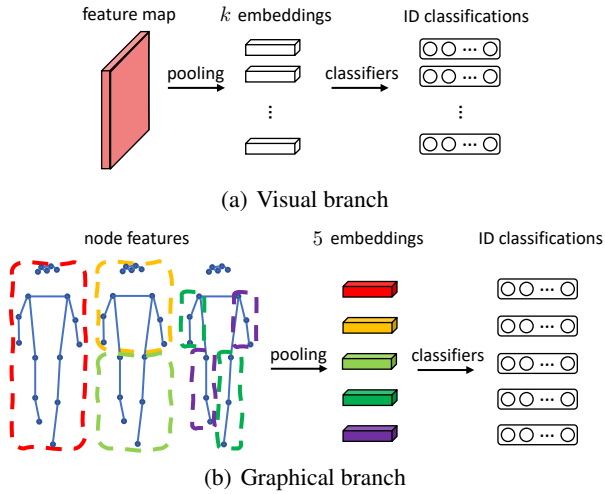 feature map
k embeddings
ID classifications
pooling
classifiers
...
...
...
...
...
(a) Visual branch
node features
5 embeddings
ID classifications
...
...
pooling
classifiers
...
...
...
(b) Graphical branch